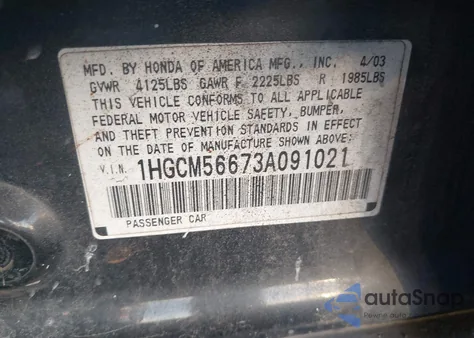 MFD. BY HONDA OF AMERICA MFG., INC. 4/03
GVWR 4125LBS GAWR F 2225LBS R 1985LBS
THIS VEHICLE CONFORMS TO ALL APPLICABLE
FEDERAL MOTOR VEHICLE SAFETY, BUMPER,
AND THEFT PREVENTION STANDARDS IN EFFECT
ON THE DATE OF MANUFACTURE SHOWN ABOVE.
V.I.N. 1HGCM56673A091021
PASSENGER CAR
autoSnap
Rewind auto